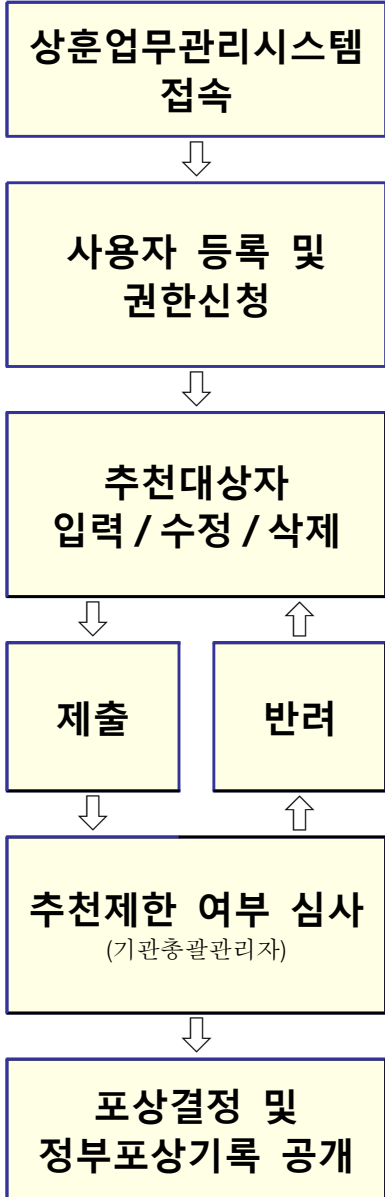 상훈업무관리시스템
접속
사용자 등록 및
권한신청
추천대상자
입력 / 수정 / 삭제
제출
반려
추천제한 여부 심사
(기관총괄관리자)
포상결정 및
정부포상기록 공개